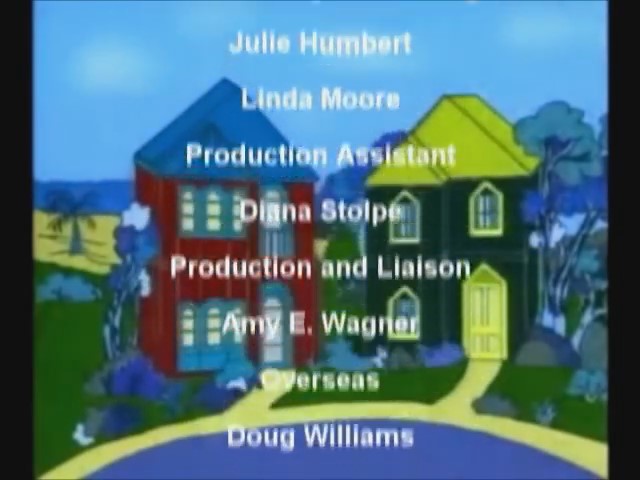 Julie Humbert
Linda Moore
Production Assistant
Diana Stolpe
Production and Liaison
Amy E. Wagner
Overseas
Doug Williams